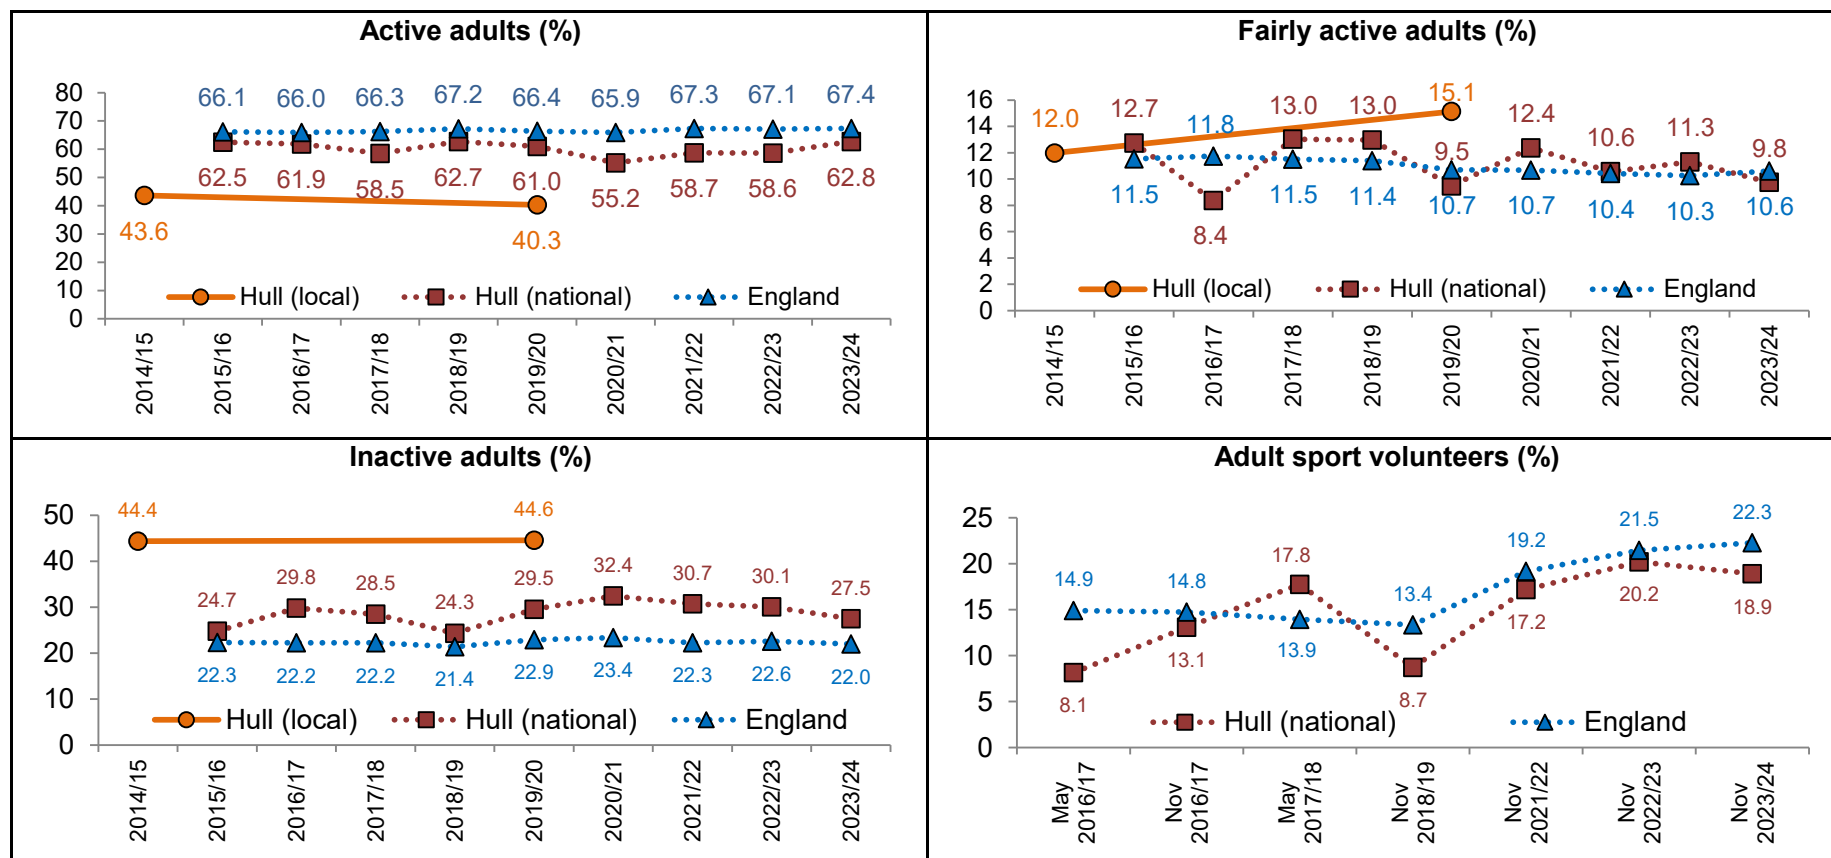 Active adults (%)
80
70
60
50
40
30
20
10
0
66.1 66.0 66.3 67.2 66.4 65.9 67.3 67.1 67.4
62.5 61.9 58.5 62.7 61.0 55.2 58.7 58.6 62.8
43.6 40.3
Hull (local) Hull (national) England
2014/15 2015/16 2016/17 2017/18 2018/19 2019/20 2020/21 2021/22 2022/23 2023/24
Fairly active adults (%)
16
14
12
10
8
6
4
2
0
12.0 15.1
12.7 8.4 13.0 13.0 9.5 12.4 10.6 11.3 9.8
11.5 11.8 11.5 11.4 10.7 10.7 10.4 10.3 10.6
Hull (local) Hull (national) England
2014/15 2015/16 2016/17 2017/18 2018/19 2019/20 2020/21 2021/22 2022/23 2023/24
Inactive adults (%)
50
40
30
20
10
0
44.4 44.6
24.7 29.8 28.5 24.3 29.5 32.4 30.7 30.1 27.5
22.3 22.2 22.2 21.4 22.9 23.4 22.3 22.6 22.0
Hull (local) Hull (national) England
2014/15 2015/16 2016/17 2017/18 2018/19 2019/20 2020/21 2021/22 2022/23 2023/24
Adult sport volunteers (%)
25
20
15
10
5
0
14.9 14.8 13.9 13.4 19.2 21.5 22.3
8.1 13.1 17.8 8.7 17.2 20.2 18.9
Hull (national) England
May 2016/17
Nov 2016/17
May 2017/18
Nov 2018/19
Nov 2021/22
Nov 2022/23
Nov 2023/24